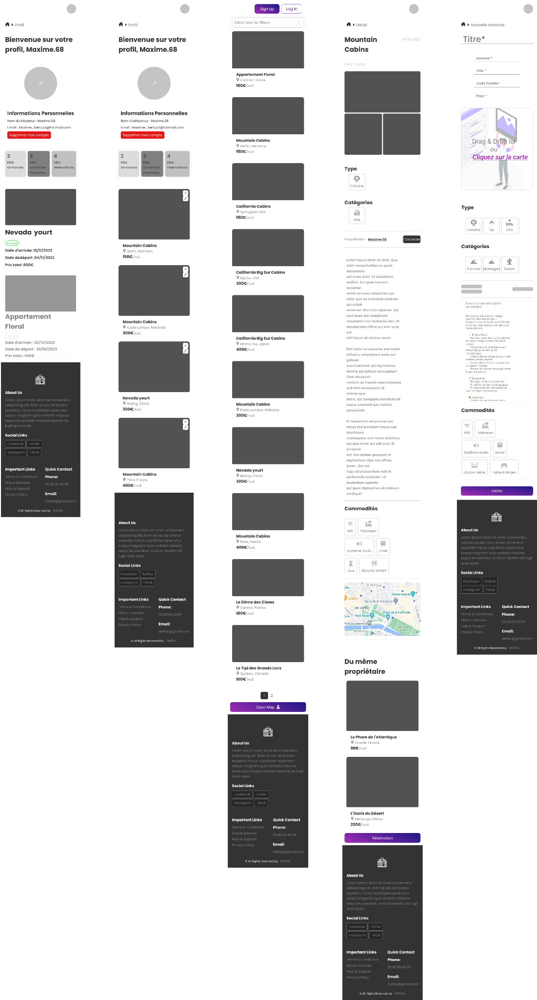 Profil
Bienvenue sur votre
profil, Maxime.68
Informations Personnelles
Nom d'utilisateur : Maxime.68
Email : Maxime_bertuzzi@hotmail.com
Supprimer mon compte
2
Mes
annonces
3
Mes
annonces
réservées
4
Mes
réservations
Nevada yourt
En cours
Date d'arrivée: 01/11/2023
Date dedépart :04/11/2023
Prix total :900€
Appartement
Floral
Date d'arrivée : 26/10/2023
Date de départ : 29/10/2023
Prix total : 450€
About Us
Lorem ipsum dolor sit amet consectetur
adipisicing elit. Enim sit est, ad tenetur
expedita, minus cupiditate aspernatur
eaque magnam quia veritatis maiores
sequi recusandae, incidunt repellat ab
fugit quos quae.
Social Links
Facebook Twitter
Instagram Tiktok
Important Links
Terms & Conditions
About Licences
Help & Support
Privacy Policy
Quick Contact
Phone:
06.80.06.43.99
Email:
stellar@gmail.com
© All Rights Reserved by Stellar.
Profil
Bienvenue sur votre
profil, Maxime.68
Informations Personnelles
Nom d'utilisateur : Maxime.68
Email : Maxime_bertuzzi@hotmail.com
Supprimer mon compte
2
Mes
annonces
3
Mes
annonces
réservées
4
Mes
réservations
Mountain Cabins
Berlin, Germany
150€/nuit
Mountain Cabins
Kuala Lumpur, Malaysia
300€/nuit
Nevada yourt
Beijing, China
300€/nuit
Mountain Cabins
Paris, France
400€/nuit
About Us
Lorem ipsum dolor sit amet consectetur
adipisicing elit. Enim sit est, ad tenetur
expedita, minus cupiditate aspernatur
eaque magnam quia veritatis maiores
sequi recusandae, incidunt repellat ab
fugit quos quae.
Social Links
Facebook Twitter
Instagram Tiktok
Important Links
Terms & Conditions
About Licences
Help & Support
Privacy Policy
Quick Contact
Phone:
06.80.06.43.99
Email:
stellar@gmail.com
© All Rights Reserved by Stellar.
Sign Up
Log In
Click here for filters
Appartement Floral
Colmar, France
150€/nuit
Mountain Cabins
Berlin, Germany
150€/nuit
California Cabins
Springfield, USA
150€/nuit
California Big Sur Cabins
Big Sur, USA
300€/nuit
California Big Sur Cabins
Minato-ku, Japan
400€/nuit
Mountain Cabins
Kuala Lumpur, Malaysia
300€/nuit
Nevada yourt
Beijing, China
300€/nuit
Mountain Cabins
Paris, France
400€/nuit
Le Dôme des Cimes
Cannes, France
180€/nuit
Le Tipi des Grands Lacs
Québec, Canada
100€/nuit
1 2
Open Map
About Us
Lorem ipsum dolor sit amet consectetur
adipisicing elit. Enim sit est, ad tenetur
expedita, minus cupiditate aspernatur
eaque magnam quia veritatis maiores
sequi recusandae, incidunt repellat ab fugit
quos quae.
Social Links
Facebook Twitter
Instagram Tiktok
Important Links
Terms & Conditions
About Licences
Help & Support
Privacy Policy
Quick Contact
Phone:
06.80.06.43.99
Email:
stellar@gmail.com
© All Rights Reserved by Stellar.
Détail
Mountain
Cabins
18-10-2023
Paris, France
Type
Cabane
Catégories
Ville
Propriétaire : Maxime.68
Contacter
Lorem ipsum dolor sit amet. Quo
enim necessitatibus ea quam
assumenda
qui nemo dolor 33 laudantium
mollitia. Aut quae iure eum
excepturi
omnis vel esse voluptatem qui
dolor quia ea architecto nostrum
qui autem
rerum est distinctio sapiente. Qui
sunt quasi aut voluptatum
voluptatem non molestiae iure. Ut
repudiandae officia qui enim quia
est
nihil ipsum ab minima omnis.
Rem iusto consequatur sed autem
officiis a voluptatibus nobis aut
galisum
exercitationem qui dignissimos
minima aut galisum accusamus?
Cum obcaecati
veritatis ad impedit exercitationem
sed nihil consequatur et
doloremque
libero. Est numquam provident est
neque commodi quo maiores
perspiciatis.
Et laudantium tempora et iure
minus sed provident neque cum
laboriosam
consequatur eum rerum doloribus
qui quia rerum qui odit sunt. Et
excepturi
sint non beatae quisquam in
dignissimos vitae non officia
ipsam. Qui sint
fuga vel praesentium velit At
perferendis explicabo. Ut
laudantium sapiente
qui quasi dignissimos ab dolorum
similique?
Commodités
Wifi
Télévision
Système audio
Livres
Jeux
Sécurité enfant
Palais Garnier
Ladurée
Église de la Madeleine
8E ARR.
Place de la Concorde
Petit Palais
Pont Alexandre III
Jardin des
Tuileries
Du même
propriétaire
Le Phare de l'Atlantique
Kinsale, Irlande
90€/nuit
L'Oasis du Désert
Merzouga, Maroc
230€/nuit
Réservation
About Us
Lorem ipsum dolor sit amet consectetur
adipisicing elit. Enim sit est, ad tenetur
expedita, minus cupiditate aspernatur
eaque magnam quia veritatis maiores
sequi recusandae, incidunt repellat ab fugit
quos quae.
Social Links
Facebook Twitter
Instagram Tiktok
Important Links
Terms & Conditions
About Licences
Help & Support
Privacy Policy
Quick Contact
Phone:
06.80.06.43.99
Email:
stellar@gmail.com
© All Rights Reserved by Stellar.
Nouvelle annonce
Titre*
Adresse *
Ville *
Code Postale*
Pays *
Drag & Drop ici
ou
Cliquez sur la carte
Type
Cabane
Tipi
Gîte
Catégories
À la mer
Montagne
Desert
Écrivez ici votre description,
par exemple :
Bienvenue dans notre refuge
perché dans les arbres !
Évadez-vous de la vie quotidienne
et venez vous ressourcer dans ce
havre de paix.
Points forts :
- Nichez-vous dans une cabane
en bois rustique entourée de la
nature
- Observatoire d'étoiles avec
télescope pour des nuits
romantiques
- Cheminée écologique pour des
soirées chaleureuses
- Accès privé à une cascade et
un bassin naturel
- Panier de pique-nique gourmet
fourni à l'arrivée
Durabilité :
- Énergie solaire et éolienne
- Produits de bain écologiques
- Programme de reforestation
pour chaque réservation
Activités :
- Atelier de peinture en plein
Commodités
Wifi
Télévision
Système audio
Livres
Lit pour bébé
Table à langer
Valider
About Us
Lorem ipsum dolor sit amet consectetur
adipisicing elit. Enim sit est, ad tenetur
expedita, minus cupiditate aspernatur
eaque magnam quia veritatis maiores
sequi recusandae, incidunt repellat ab fugit
quos quae.
Social Links
Facebook Twitter
Instagram Tiktok
Important Links
Terms & Conditions
About Licences
Help & Support
Privacy Policy
Quick Contact
Phone:
06.80.06.43.99
Email:
stellar@gmail.com
© All Rights Reserved by Stellar.